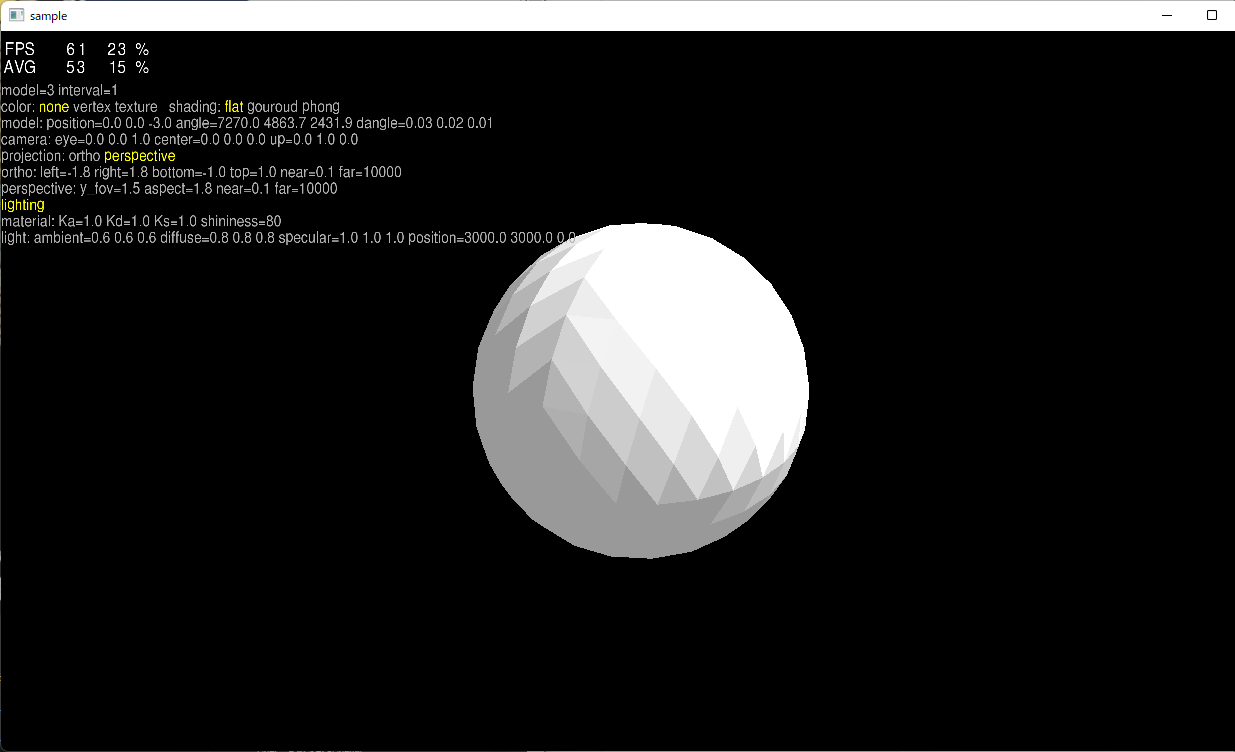 sample
FPS 61 23 %
AVG 53 15 %
model=3 interval=1
color: none vertex texture shading: flat gouroud phong
model: position=0.0 0.0 -3.0 angle=7270.0 4863.7 2431.9 dangle=0.03 0.02 0.01
camera: eye=0.0 0.0 1.0 center=0.0 0.0 0.0 up=0.0 1.0 0.0
projection: ortho perspective
ortho: left=-1.8 right=1.8 bottom=-1.0 top=1.0 near=0.1 far=10000
perspective: y_fov=1.5 aspect=1.8 near=0.1 far=10000
lighting
material: Ka=1.0 Kd=1.0 Ks=1.0 shininess=80
light: ambient=0.6 0.6 0.6 diffuse=0.8 0.8 0.8 specular=1.0 1.0 1.0 position=3000.0 3000.0 0.0